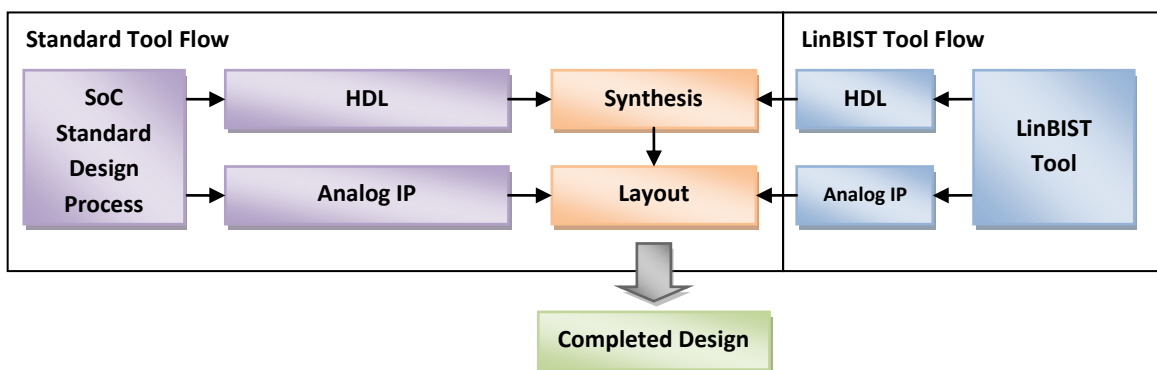 Standard Tool Flow
LinBIST Tool Flow
SoC
Standard
Design
Process
HDL
Synthesis
HDL
LinBIST
Tool
Analog IP
Layout
Analog IP
Completed Design